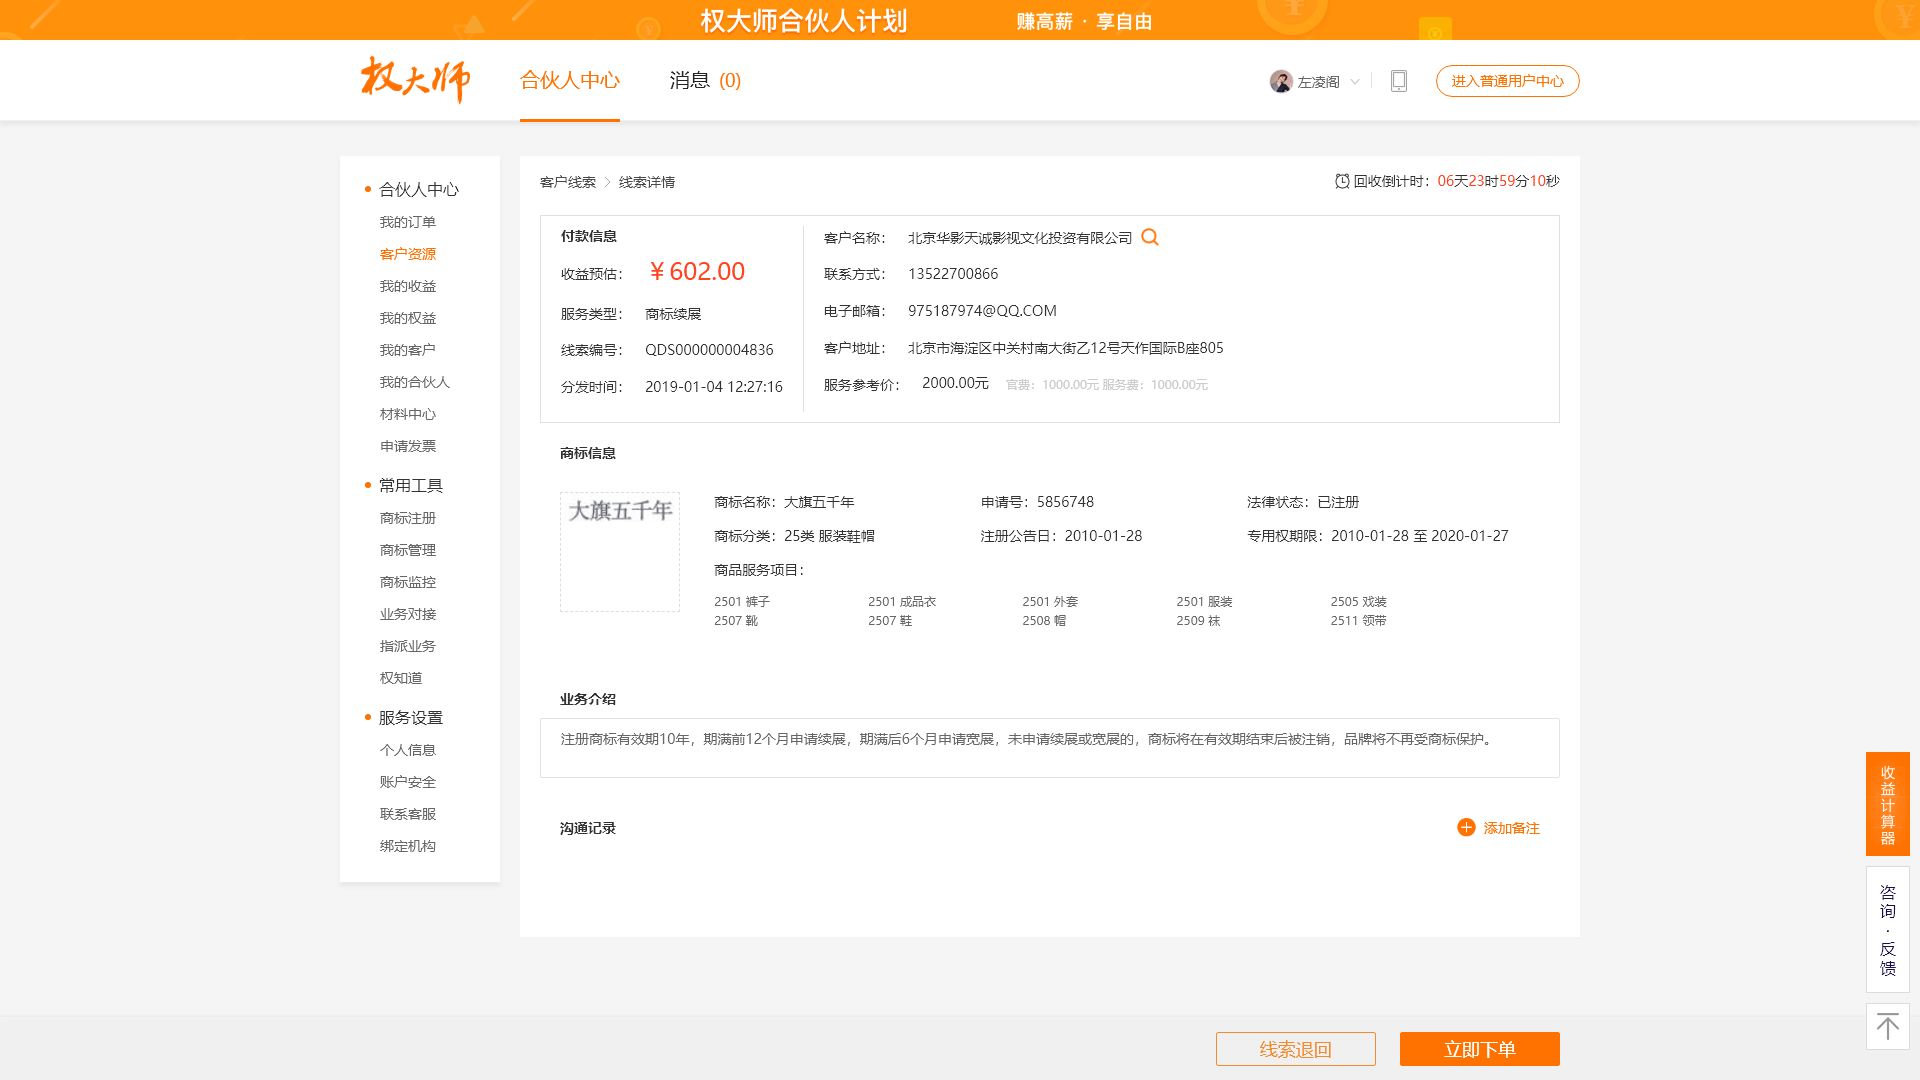 权大师合伙人计划 赚高薪 · 享自由
权大师 合伙人中心 消息 (0) 左凌阁 进入普通用户中心
合伙人中心
我的订单
客户资源
我的收益
我的权益
我的客户
我的合伙人
材料中心
申请发票
常用工具
商标注册
商标管理
商标监控
业务对接
指派业务
权知道
服务设置
个人信息
账户安全
联系客服
绑定机构
客户线索 > 线索详情 回收倒计时：06天23时59分10秒
付款信息
收益预估： ¥ 602.00
服务类型： 商标续展
线索编号： QDS000000004836
分发时间： 2019-01-04 12:27:16
客户名称： 北京华影天诚影视文化投资有限公司
联系方式： 13522700866
电子邮箱： 975187974@QQ.COM
客户地址： 北京市海淀区中关村南大街乙12号天作国际B座805
服务参考价： 2000.00元 官费：1000.00元 服务费：1000.00元
商标信息
大旗五千年
商标名称：大旗五千年 申请号：5856748 法律状态：已注册
商标分类：25类 服装鞋帽 注册公告日：2010-01-28 专用权期限：2010-01-28 至 2020-01-27
商品服务项目：
2501 裤子 2501 成品衣 2501 外套 2501 服装 2505 戏装
2507 靴 2507 鞋 2508 帽 2509 袜 2511 领带
业务介绍
注册商标有效期10年，期满前12个月申请续展，期满后6个月申请宽展，未申请续展或宽展的，商标将在有效期结束后被注销，品牌将不再受商标保护。
沟通记录 添加备注
收益计算器
咨询·反馈
线索退回 立即下单